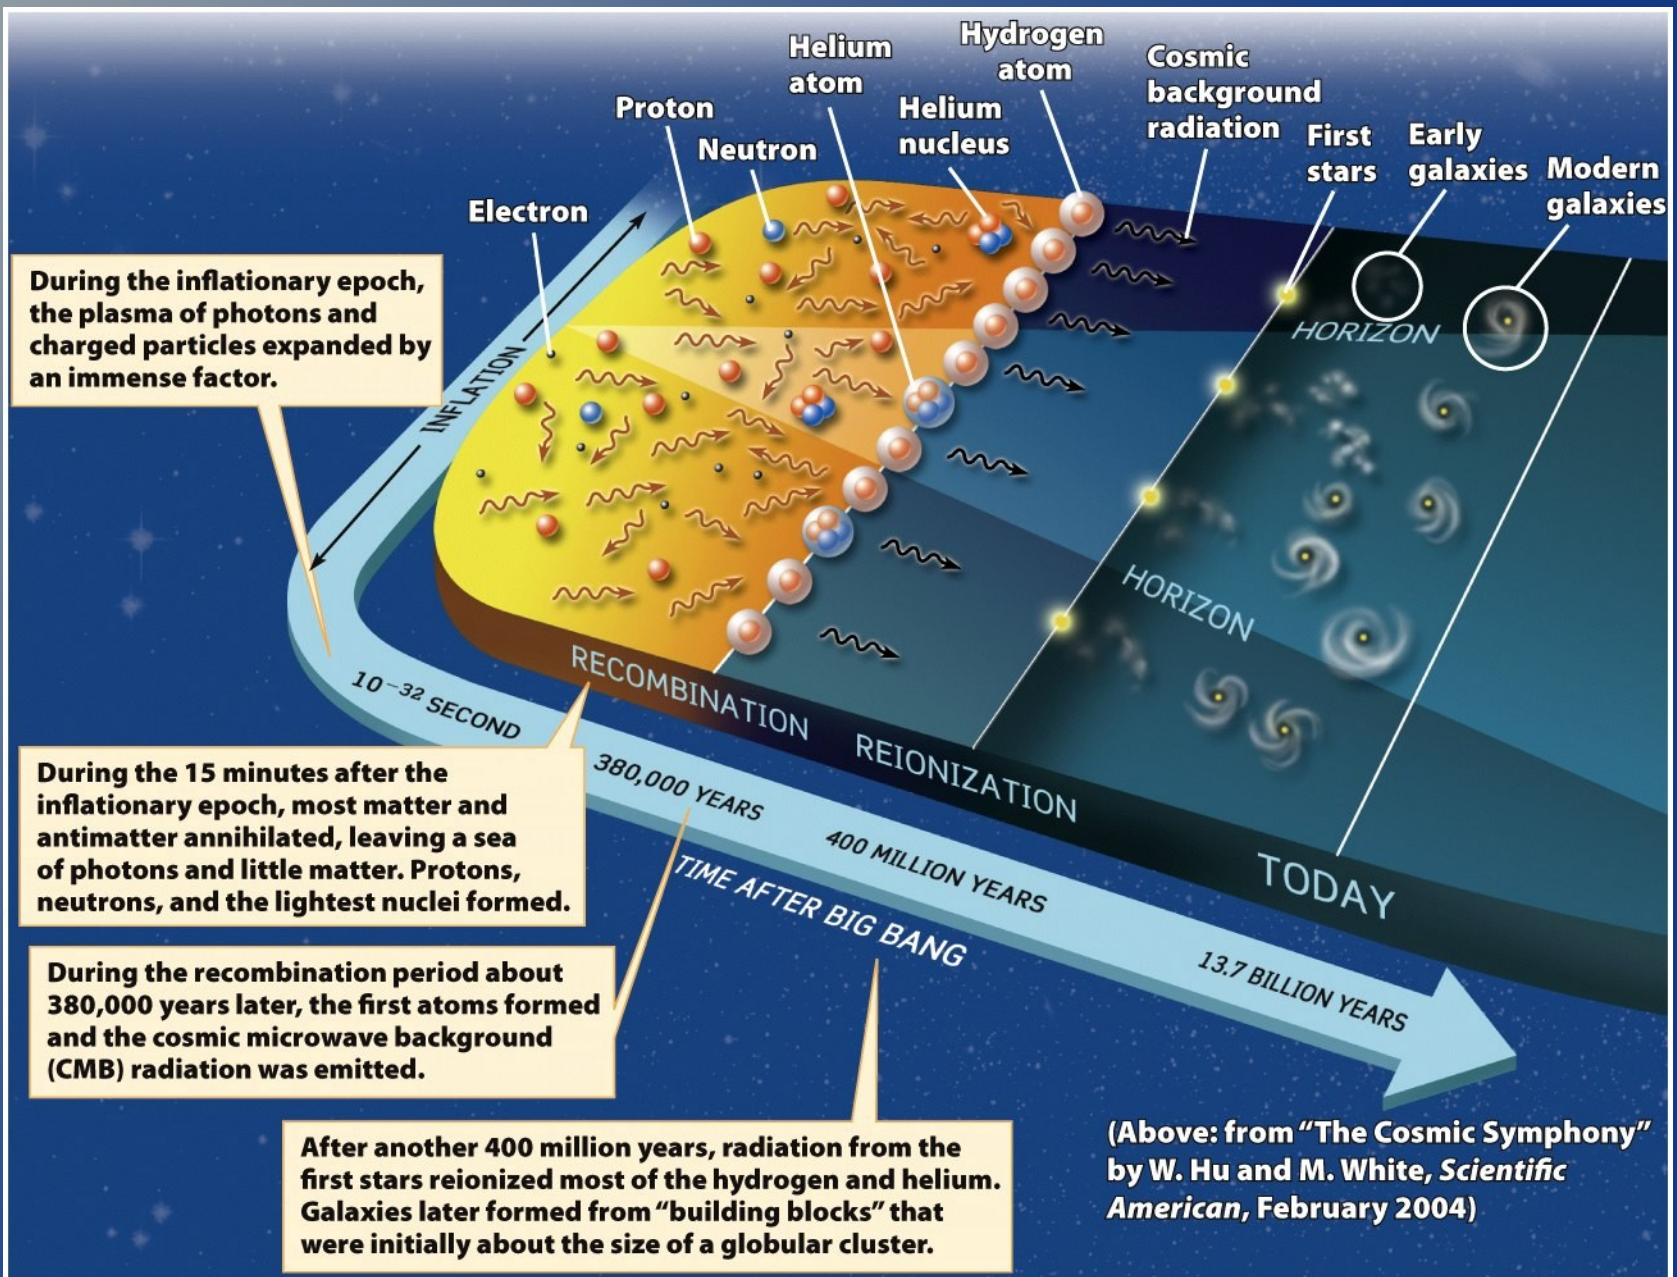 Helium
atom
Hydrogen
atom
Cosmic
background
radiation
Proton
Neutron
Helium
nucleus
First
stars
Early
galaxies
Modern
galaxies
Electron
During the inflationary epoch,
the plasma of photons and
charged particles expanded by
an immense factor.
INFLATION
HORIZON
HORIZON
RECOMBINATION
REIONIZATION
TODAY
10⁻³² SECOND
380,000 YEARS
400 MILLION YEARS
13.7 BILLION YEARS
TIME AFTER BIG BANG
During the 15 minutes after the
inflationary epoch, most matter and
antimatter annihilated, leaving a sea
of photons and little matter. Protons,
neutrons, and the lightest nuclei formed.
During the recombination period about
380,000 years later, the first atoms formed
and the cosmic microwave background
(CMB) radiation was emitted.
After another 400 million years, radiation from the
first stars reionized most of the hydrogen and helium.
Galaxies later formed from “building blocks” that
were initially about the size of a globular cluster.
(Above: from “The Cosmic Symphony”
by W. Hu and M. White, Scientific
American, February 2004)